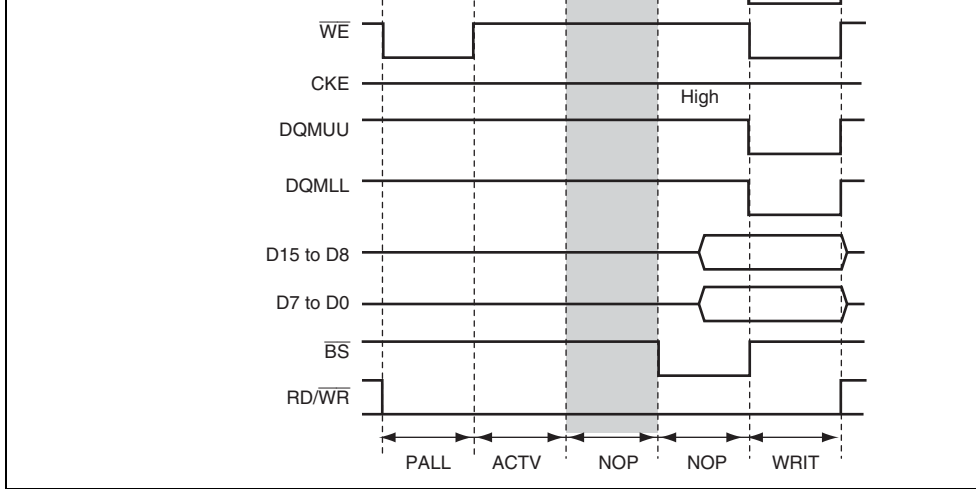 WE
CKE
High
DQMUU
DQMLL
D15 to D8
D7 to D0
BS
RD/WR
PALL ACTV NOP NOP WRIT